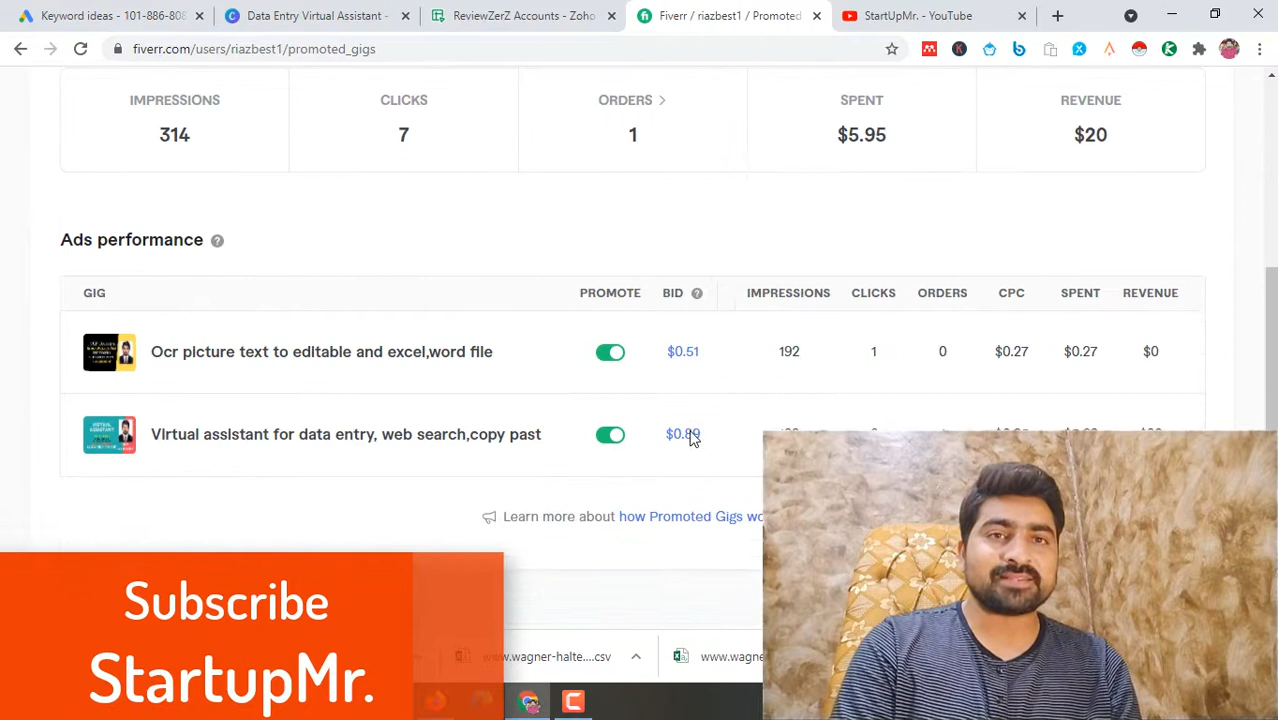 Keyword ideas - 101-886-808
Data Entry Virtual Assistant -
ReviewZerZ Accounts - Zoho
Fiverr / riazbest1 / Promoted
StartUpMr. - YouTube
fiverr.com/users/riazbest1/promoted_gigs
IMPRESSIONS CLICKS ORDERS > SPENT REVENUE
314 7 1 $5.95 $20
Ads performance
GIG PROMOTE BID IMPRESSIONS CLICKS ORDERS CPC SPENT REVENUE
Ocr picture text to editable and excel,word file $0.51 192 1 0 $0.27 $0.27 $0
Virtual assistant for data entry, web search,copy past
Learn more about how Promoted Gigs wo
Subscribe
StartupMr.
www.wagner-halte....csv
www.wagne